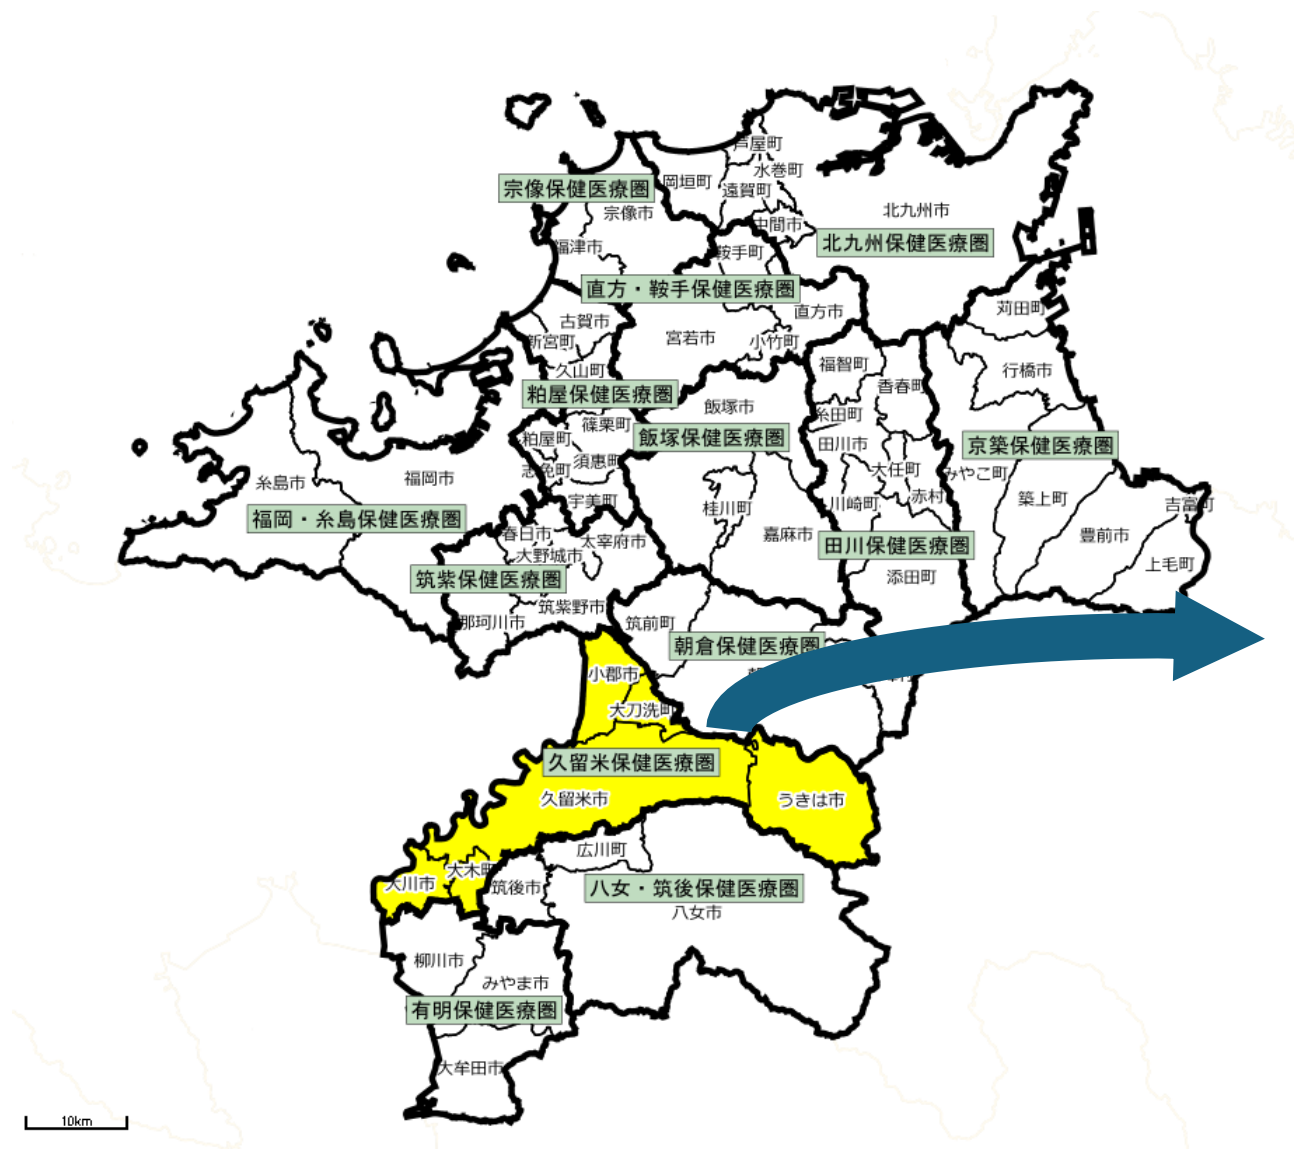 芦屋町
水巻町
岡垣町
遠賀町
宗像保健医療圏
宗像市
北九州市
中間市
北九州保健医療圏
福津市
鞍手町
直方・鞍手保健医療圏
苅田町
直方市
古賀市
新宮町
宮若市
小竹町
福智町
久山町
行橋市
香春町
粕屋保健医療圏
飯塚市
糸田町
篠栗町
粕屋町
飯塚保健医療圏
田川市
京築保健医療圏
志免町
須恵町
大任町
みやこ町
糸島市
福岡市
赤村
宇美町
桂川町
川崎町
築上町
吉富町
福岡・糸島保健医療圏
春日市
太宰府市
嘉麻市
豊前市
田川保健医療圏
大野城市
上毛町
筑紫保健医療圏
添田町
筑紫野市
那珂川市
筑前町
朝倉保健医療圏
小郡市
大刀洗町
久留米保健医療圏
久留米市
うきは市
広川町
大木町
大川市
筑後市
八女・筑後保健医療圏
八女市
柳川市
みやま市
有明保健医療圏
大牟田市
10km